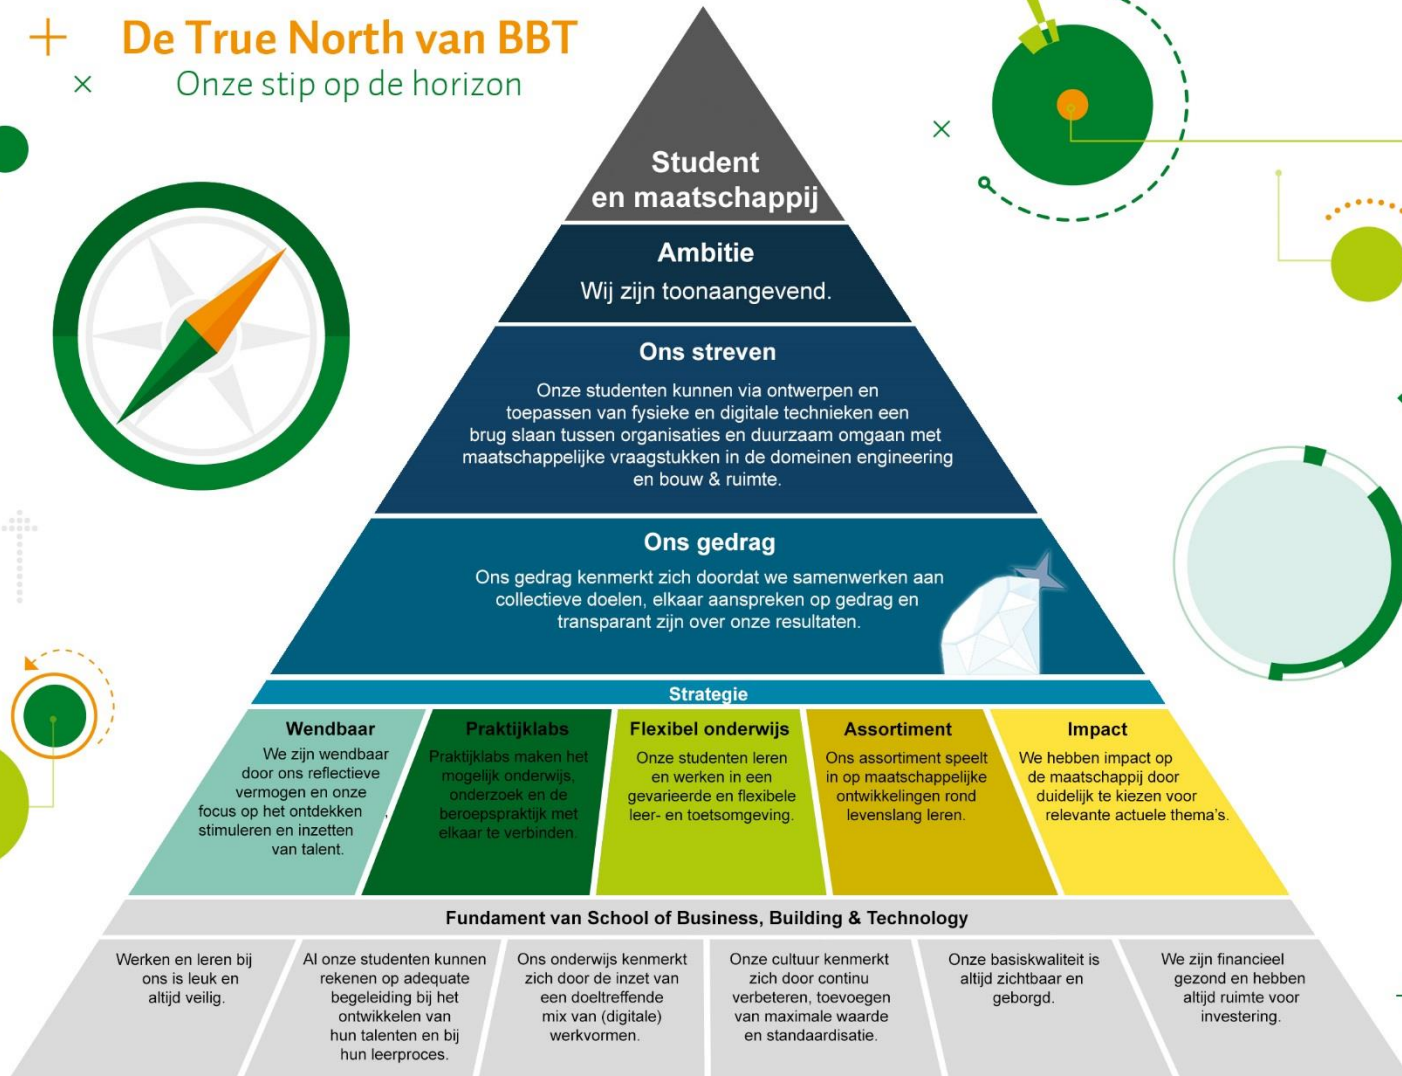 De True North van BBT
Onze stip op de horizon
Student
en maatschappij
Ambitie
Wij zijn toonaangevend.
Ons streven
Onze studenten kunnen via ontwerpen en
toepassen van fysieke en digitale technieken een
brug slaan tussen organisaties en duurzaam omgaan met
maatschappelijke vraagstukken in de domeinen engineering
en bouw & ruimte.
Ons gedrag
Ons gedrag kenmerkt zich doordat we samenwerken aan
collectieve doelen, elkaar aanspreken op gedrag en
transparant zijn over onze resultaten.
Strategie
Wendbaar
We zijn wendbaar
door ons reflectieve
vermogen en onze
focus op het ontdekken ,
stimuleren en inzetten
van talent.
Praktijklabs
Praktijklabs maken het
mogelijk onderwijs,
onderzoek en de
beroepspraktijk met
elkaar te verbinden.
Flexibel onderwijs
Onze studenten leren
en werken in een
gevarieerde en flexibele
leer- en toetsomgeving.
Assortiment
Ons assortiment speelt
in op maatschappelijke
ontwikkelingen rond
levenslang leren.
Impact
We hebben impact op
de maatschappij door
duidelijk te kiezen voor
relevante actuele thema's.
Fundament van School of Business, Building & Technology
Werken en leren bij
ons is leuk en
altijd veilig.
Al onze studenten kunnen
rekenen op adequate
begeleiding bij het
ontwikkelen van
hun talenten en bij
hun leerproces.
Ons onderwijs kenmerkt
zich door de inzet van
een doeltreffende
mix van (digitale)
werkvormen.
Onze cultuur kenmerkt
zich door continu
verbeteren, toevoegen
van maximale waarde
en standaardisatie.
Onze basiskwaliteit is
altijd zichtbaar en
geborgd.
We zijn financieel
gezond en hebben
altijd ruimte voor
investering.